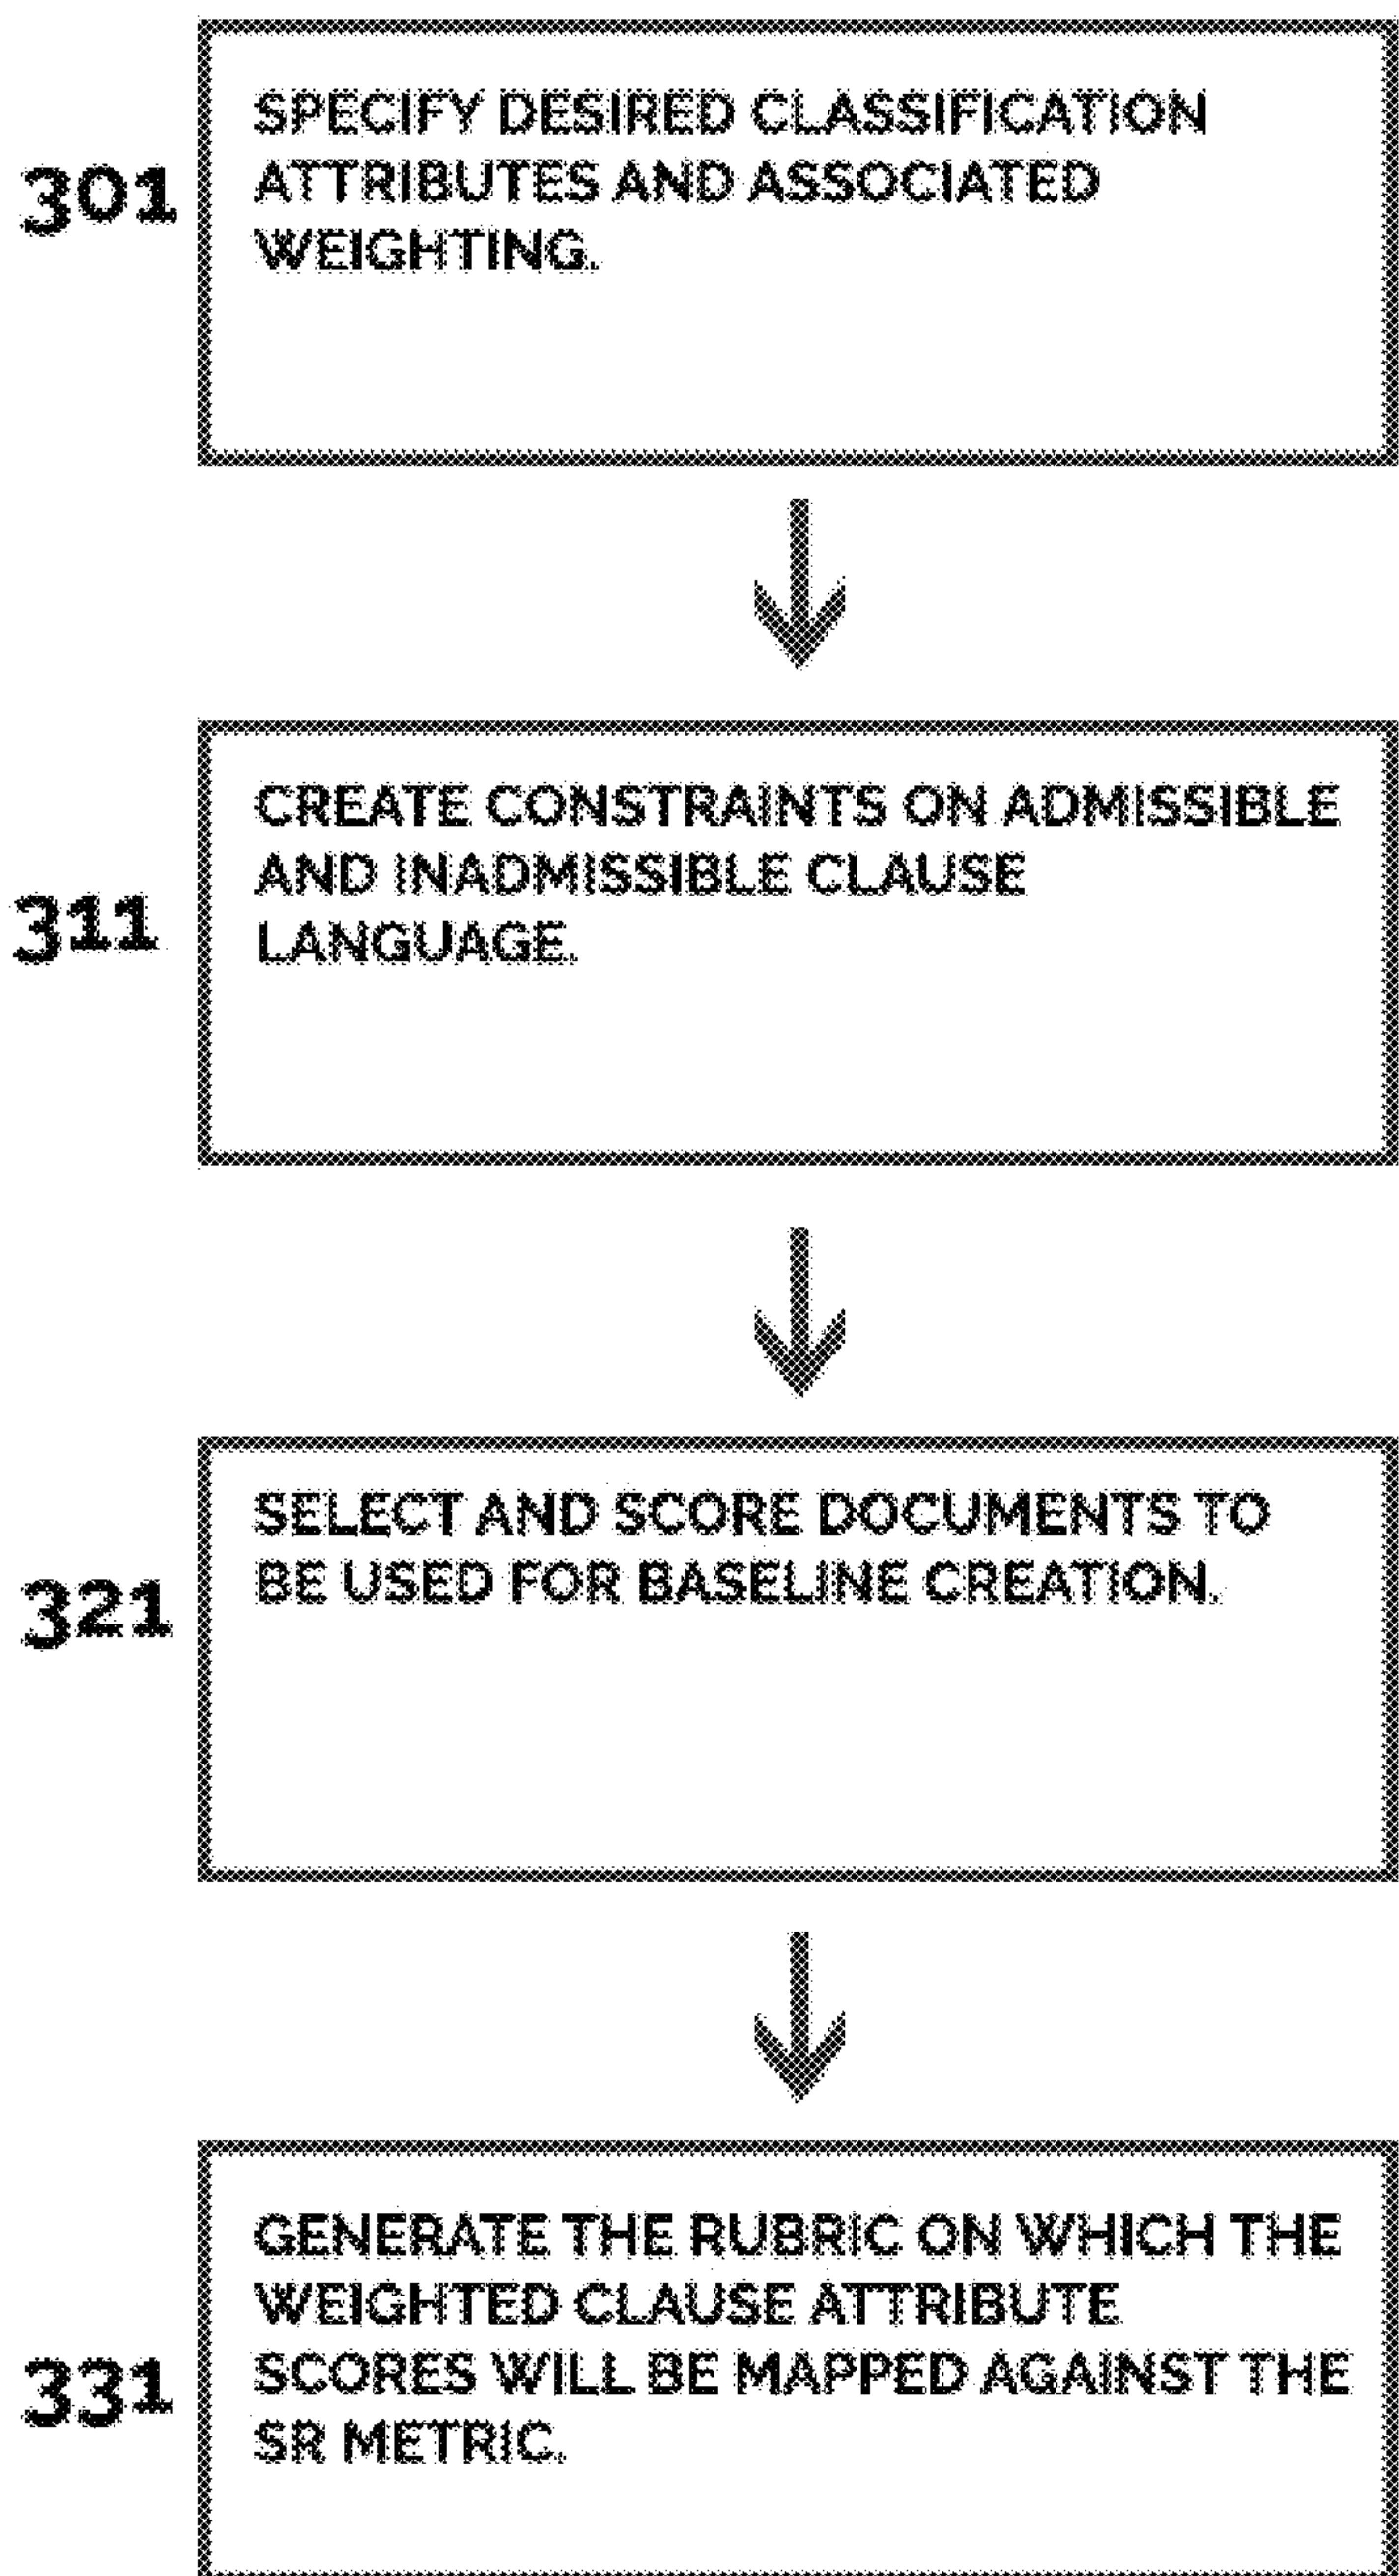 301
SPECIFY DESIRED CLASSIFICATION
ATTRIBUTES AND ASSOCIATED
WEIGHTING.
311
CREATE CONSTRAINTS ON ADMISSIBLE
AND INADMISSIBLE CLAUSE
LANGUAGE.
321
SELECT AND SCORE DOCUMENTS TO
BE USED FOR BASELINE CREATION.
331
GENERATE THE RUBRIC ON WHICH THE
WEIGHTED CLAUSE ATTRIBUTE
SCORES WILL BE MAPPED AGAINST THE
SR METRIC.